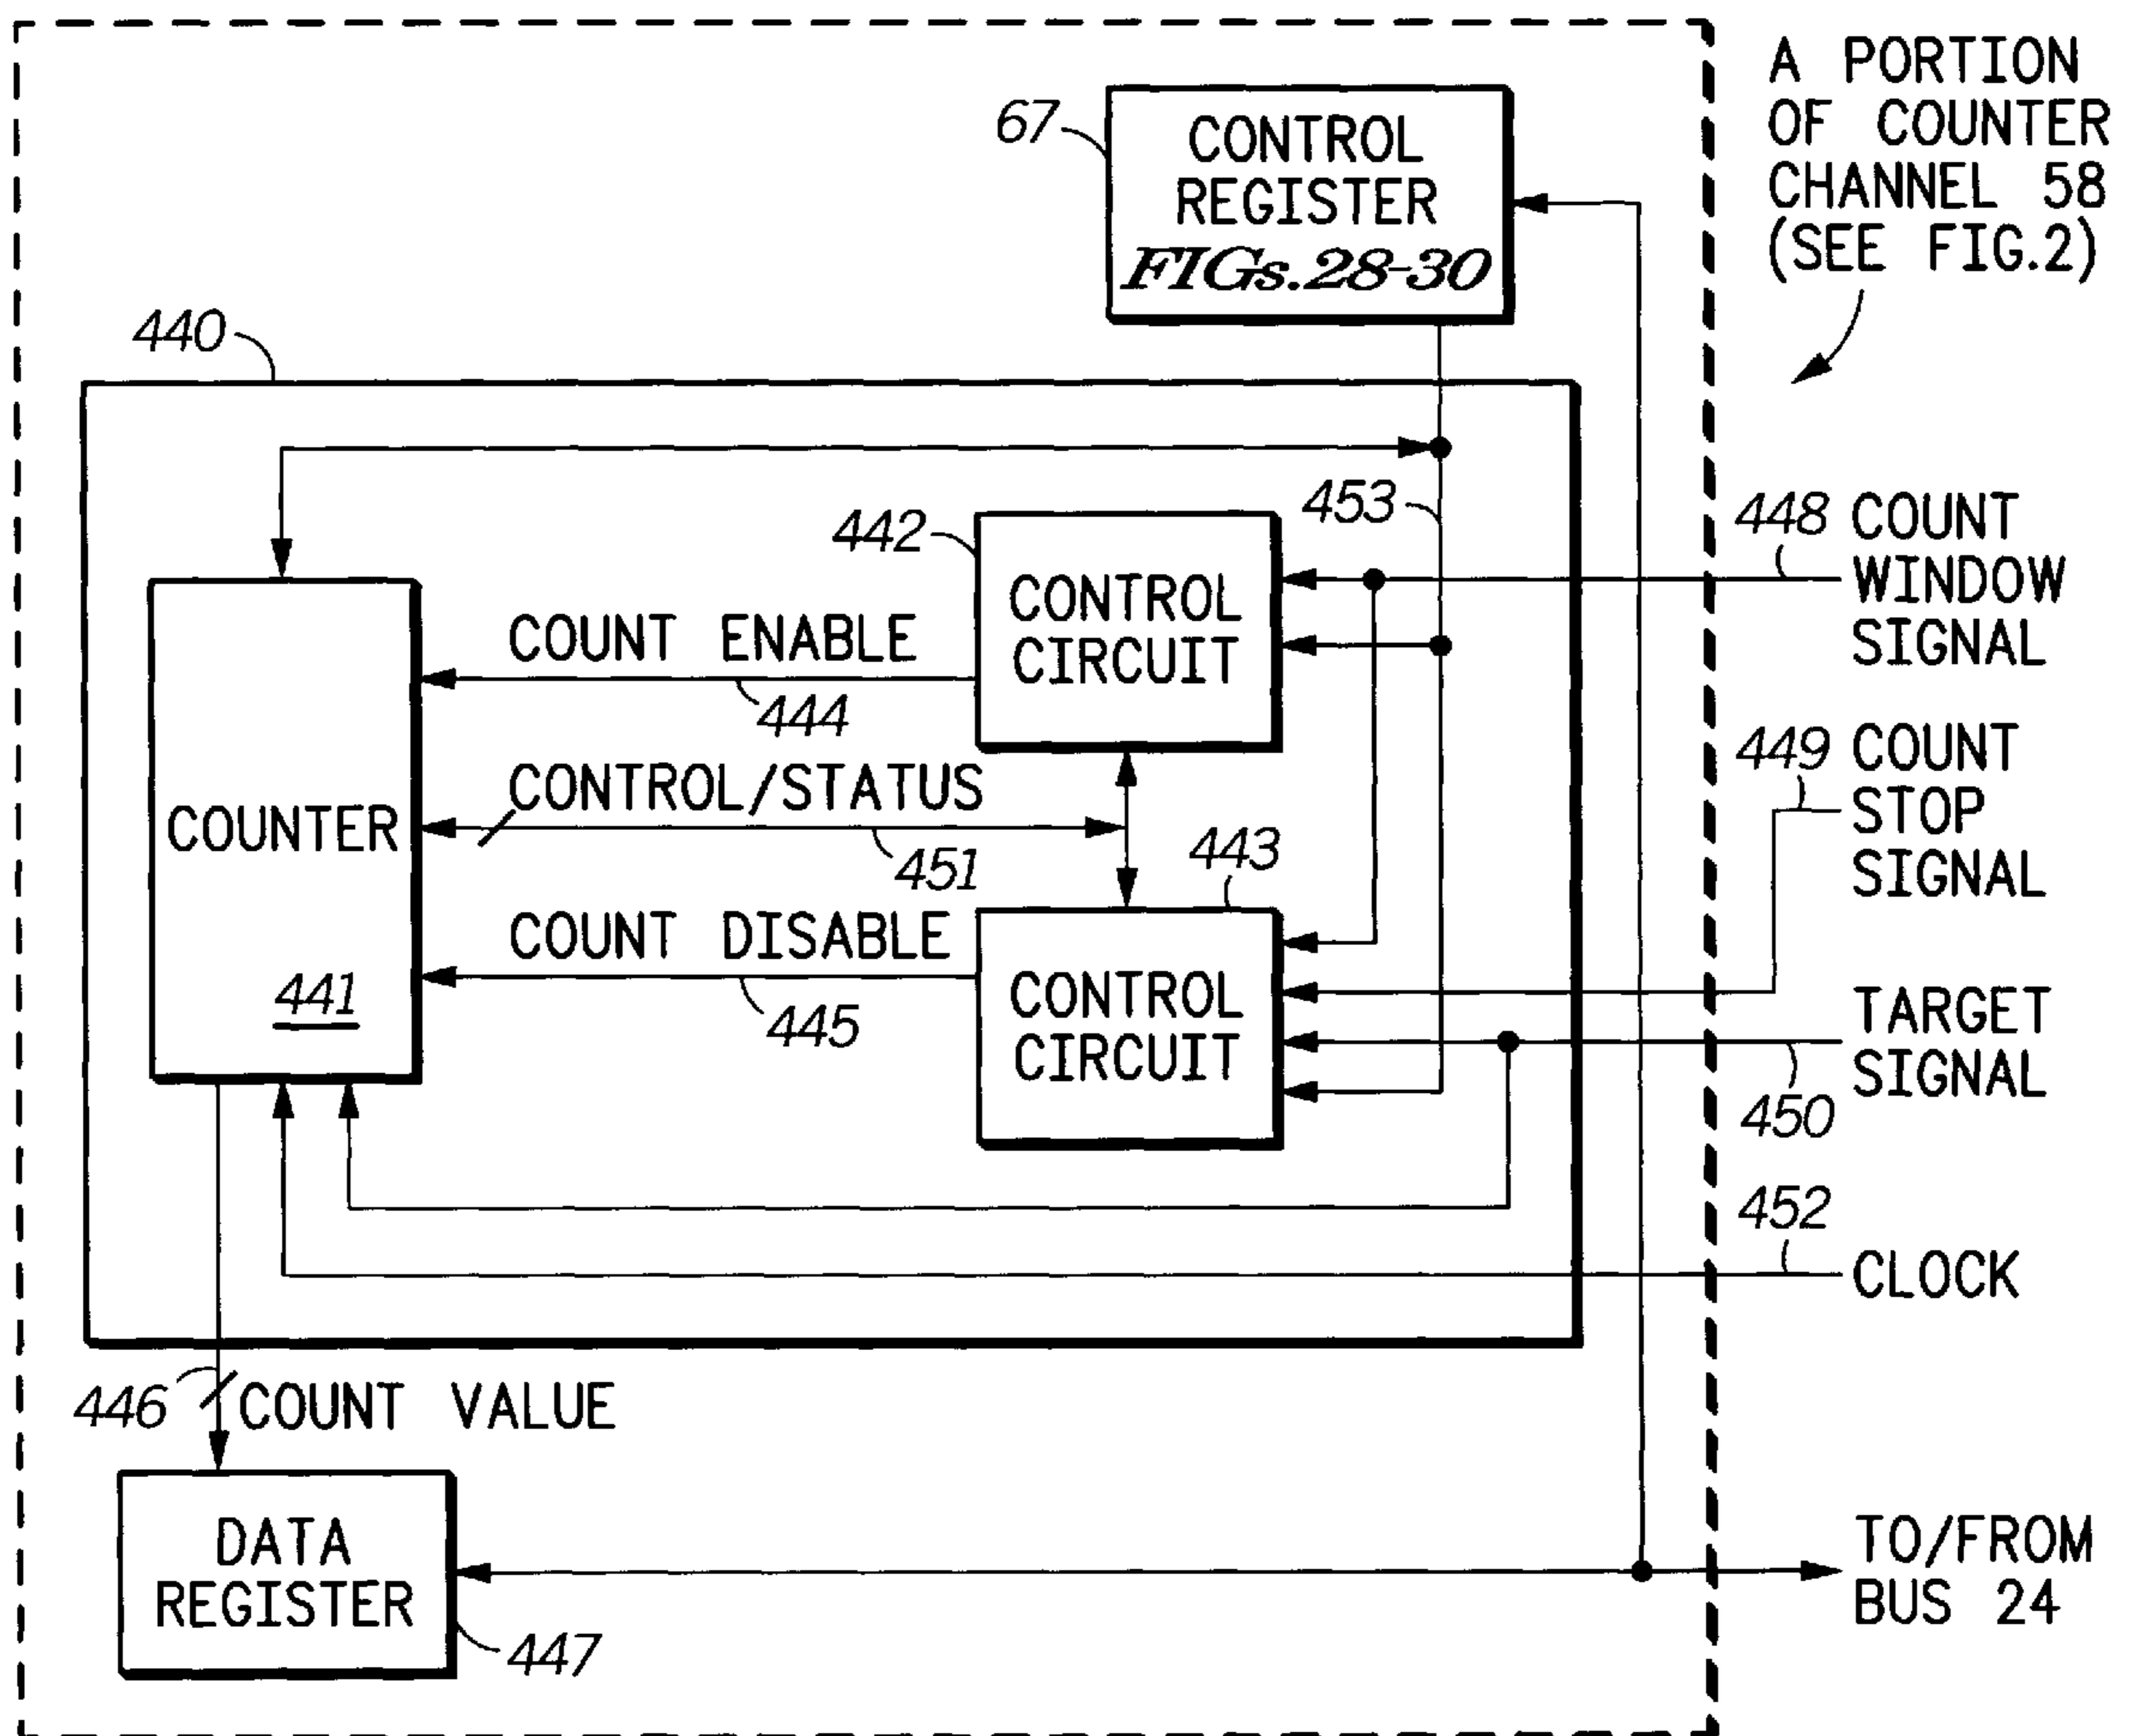 A PORTION
OF COUNTER
CHANNEL 58
(SEE FIG.2)
67
CONTROL
REGISTER
FIGs.28-30
440
453
442
CONTROL
CIRCUIT
448
COUNT
WINDOW
SIGNAL
COUNT ENABLE
444
449
COUNT
STOP
SIGNAL
CONTROL/STATUS
451
COUNTER
441
443
COUNT DISABLE
445
CONTROL
CIRCUIT
TARGET
SIGNAL
450
452
CLOCK
446
COUNT VALUE
DATA
REGISTER
447
TO/FROM
BUS 24